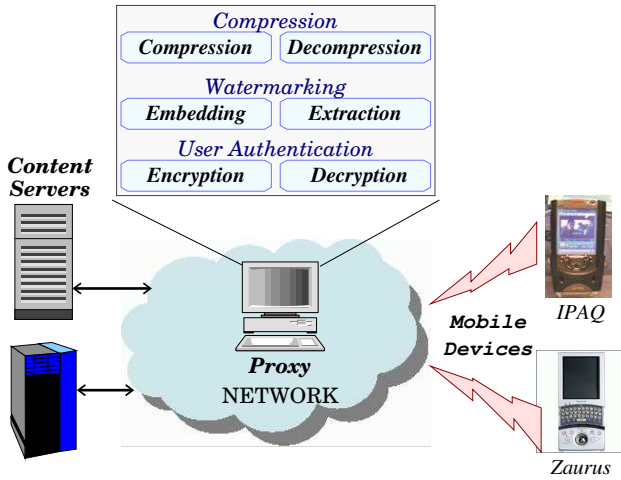 Compression
Compression Decompression
Watermarking
Embedding Extraction
User Authentication
Encryption Decryption
Content
Servers
Proxy
NETWORK
Mobile
Devices
IPAQ
Zaurus